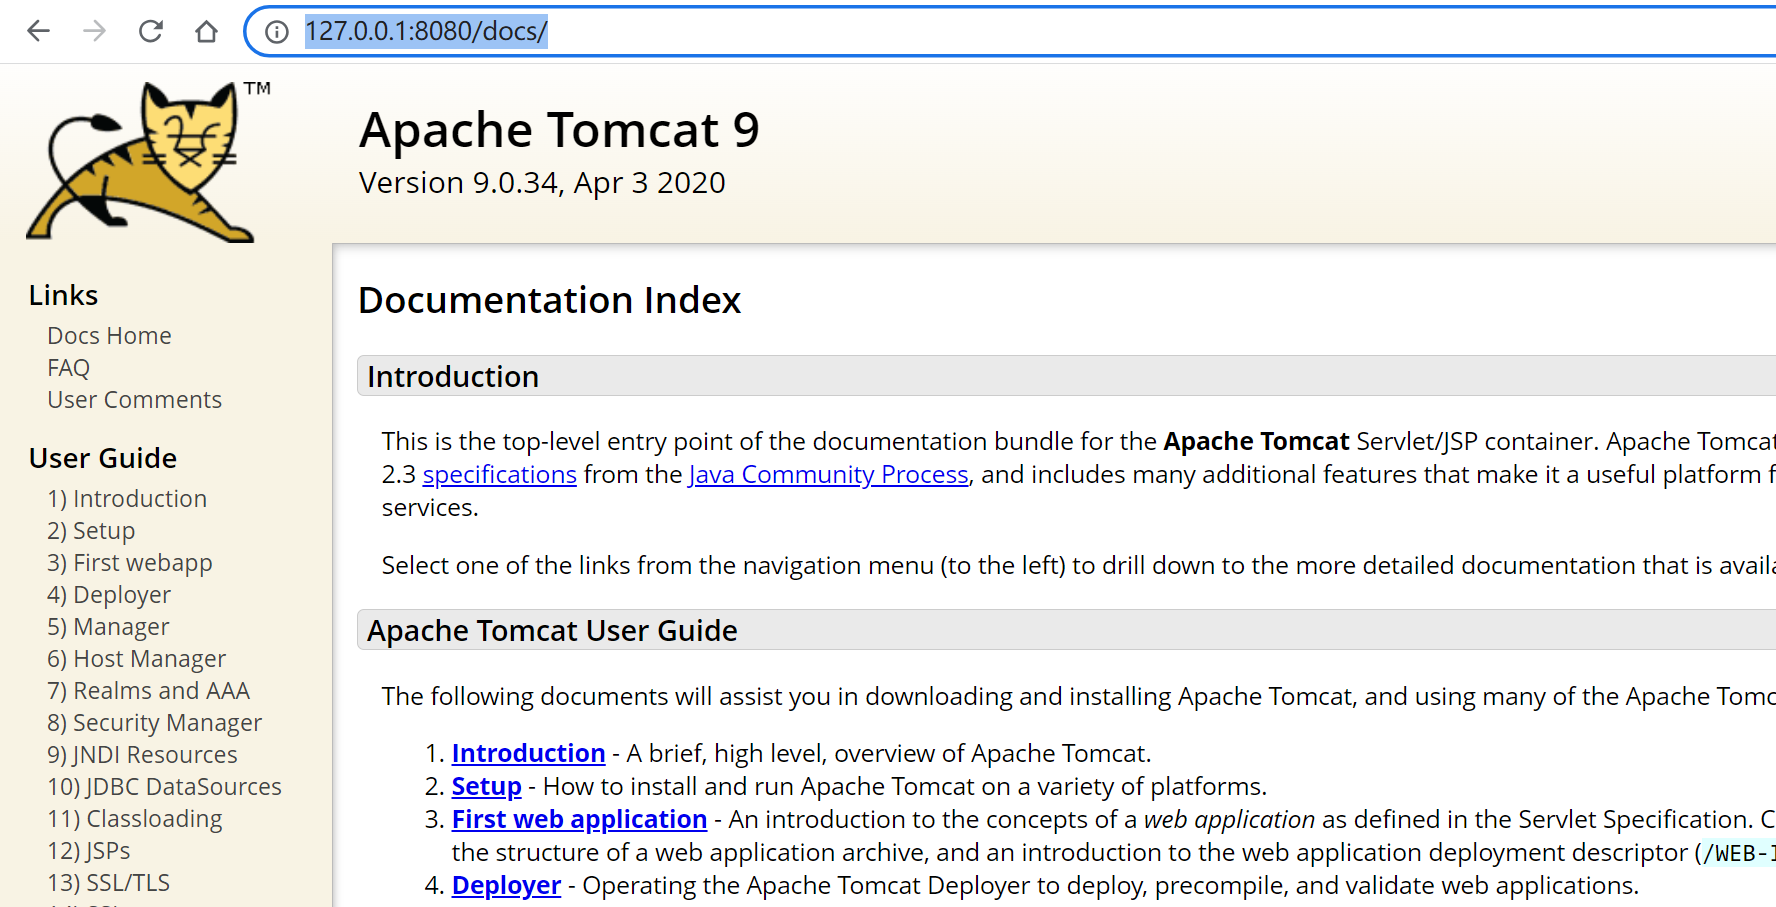 127.0.0.1:8080/docs/
TM
Apache Tomcat 9
Version 9.0.34, Apr 3 2020
Links
Docs Home
FAQ
User Comments
User Guide
1) Introduction
2) Setup
3) First webapp
4) Deployer
5) Manager
6) Host Manager
7) Realms and AAA
8) Security Manager
9) JNDI Resources
10) JDBC DataSources
11) Classloading
12) JSPs
13) SSL/TLS
Documentation Index
Introduction
This is the top-level entry point of the documentation bundle for the Apache Tomcat Servlet/JSP container. Apache Tomcat
2.3 specifications from the Java Community Process, and includes many additional features that make it a useful platform
services.
Select one of the links from the navigation menu (to the left) to drill down to the more detailed documentation that is
Apache Tomcat User Guide
The following documents will assist you in downloading and installing Apache Tomcat, and using many of the Apache
1. Introduction - A brief, high level, overview of Apache Tomcat.
2. Setup - How to install and run Apache Tomcat on a variety of platforms.
3. First web application - An introduction to the concepts of a web application as defined in the Servlet Specification.
the structure of a web application archive, and an introduction to the web application deployment descriptor (/WEB-
4. Deployer - Operating the Apache Tomcat Deployer to deploy, precompile, and validate web applications.